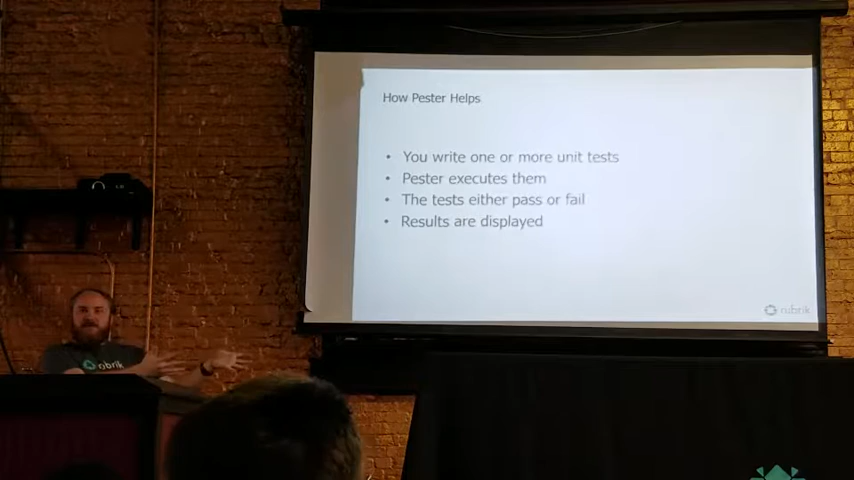 How Pester Helps
• You write one or more unit tests
• Pester executes them
• The tests either pass or fail
• Results are displayed
rubrik
rubrik